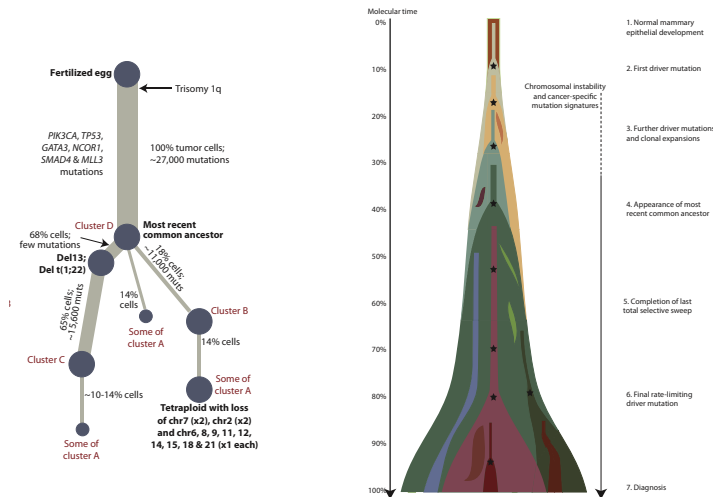 Fertilized egg
Trisomy 1q
PIK3CA, TP53,
GATA3, NCOR1,
SMAD4 & MLL3
mutations
100% tumor cells;
~27,000 mutations
Cluster D
Most recent
common ancestor
68% cells;
few mutations
Del13;
Del t(1;22)
18% cells;
~11,000 muts
65% cells;
~15,600 muts
14%
cells
Cluster B
Some of
cluster A
14% cells
Cluster C
Some of
cluster A
~10-14% cells
Tetraploid with loss
of chr7 (x2), chr2 (x2)
and chr6, 8, 9, 11, 12,
14, 15, 18 & 21 (x1 each)
Some of
cluster A
Molecular time
0%
10%
20%
30%
40%
50%
60%
70%
80%
90%
100%
Chromosomal instability
and cancer-specific
mutation signatures
1. Normal mammary
epithelial development
2. First driver mutation
3. Further driver mutations
and clonal expansions
4. Appearance of most
recent common ancestor
5. Completion of last
total selective sweep
6. Final rate-limiting
driver mutation
7. Diagnosis